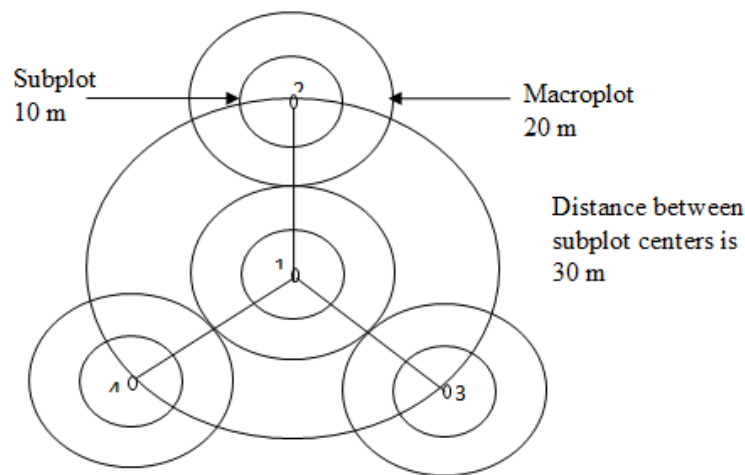 Subplot
10 m
2
Macroplot
20 m
Distance between
subplot centers is
30 m
1
4
3